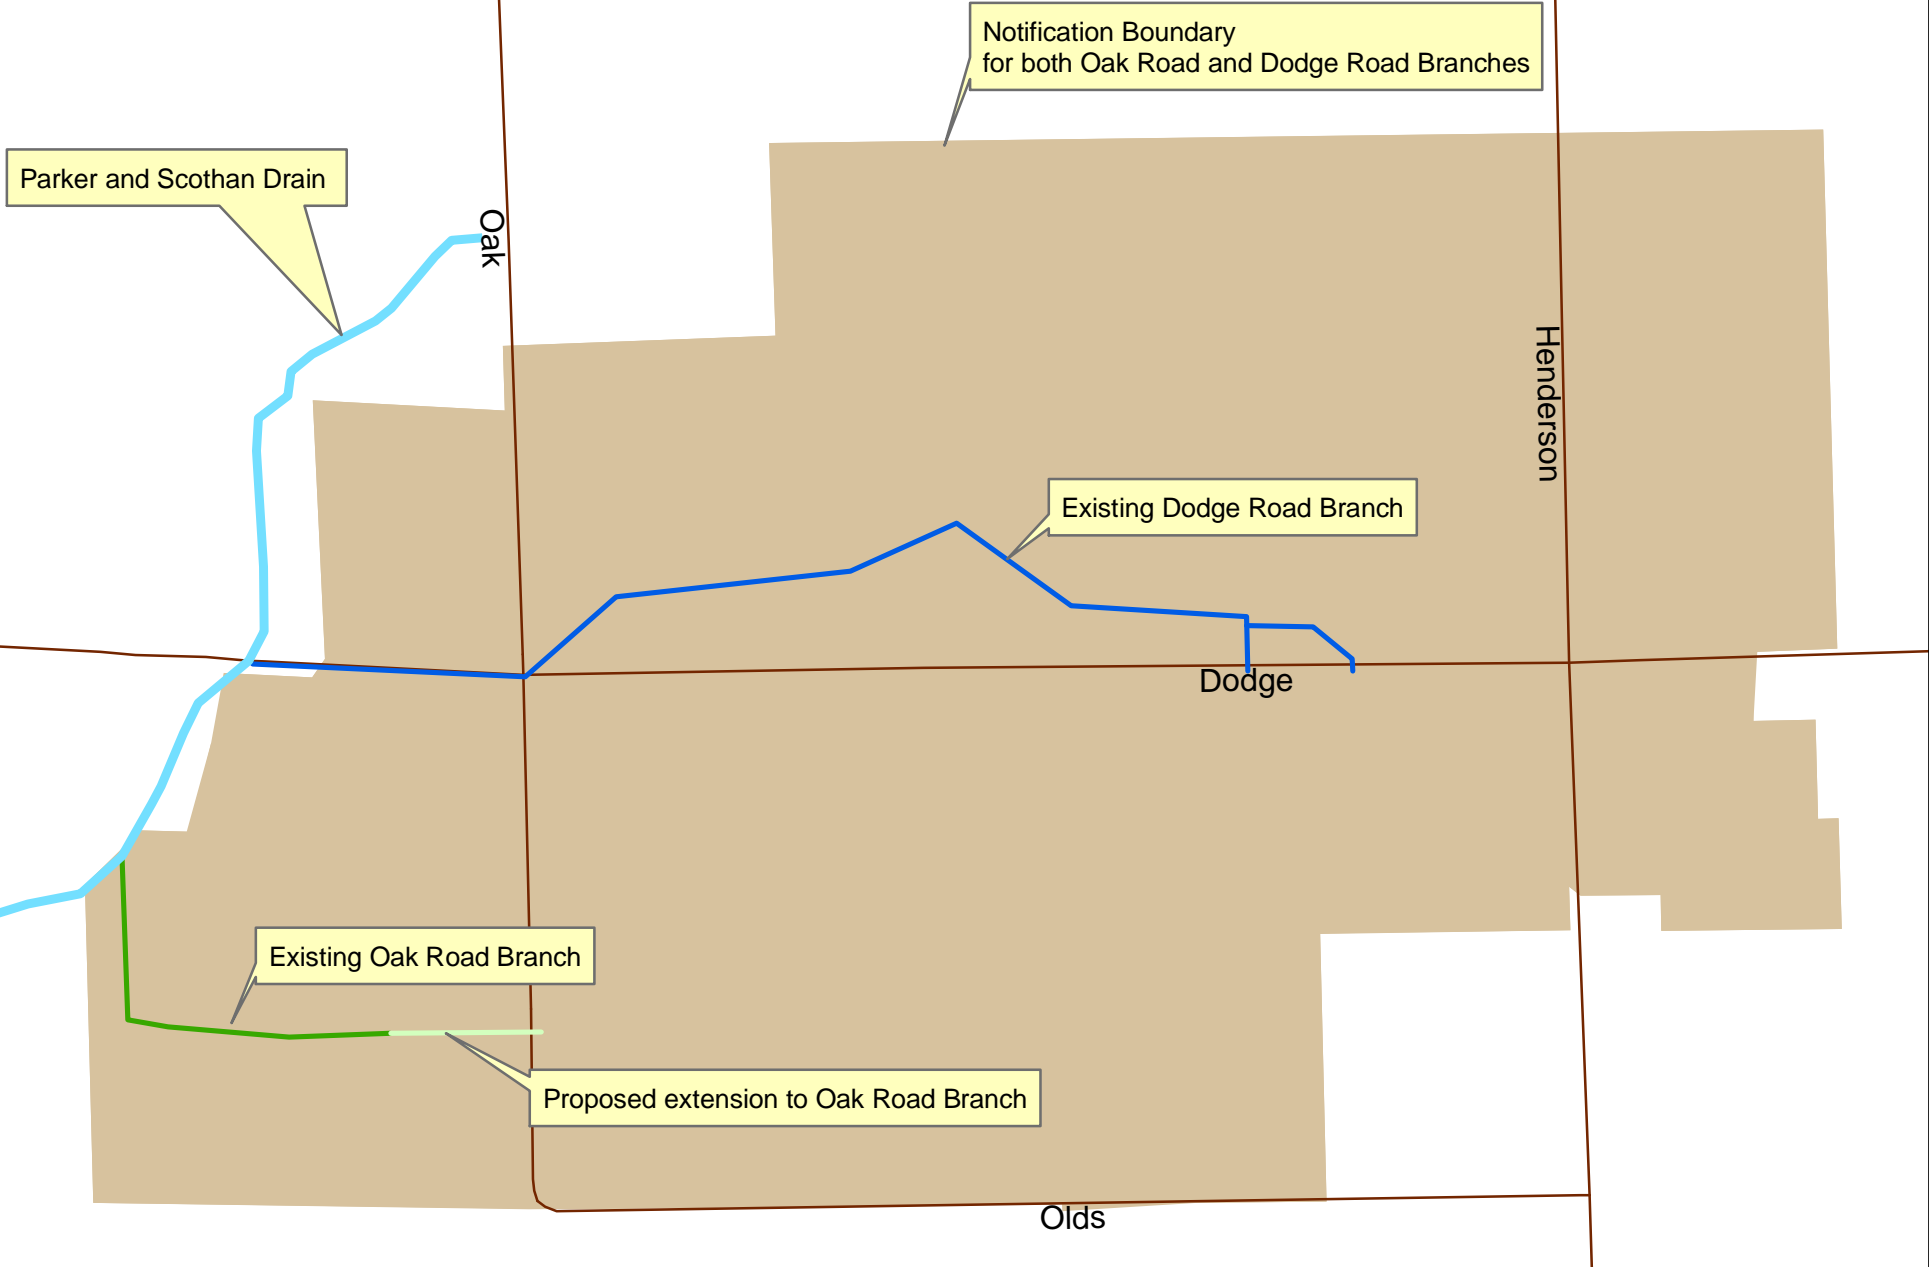 Notification Boundary
for both Oak Road and Dodge Road Branches
Parker and Scothan Drain
Oak
Henderson
Existing Dodge Road Branch
Dodge
Existing Oak Road Branch
Proposed extension to Oak Road Branch
Olds